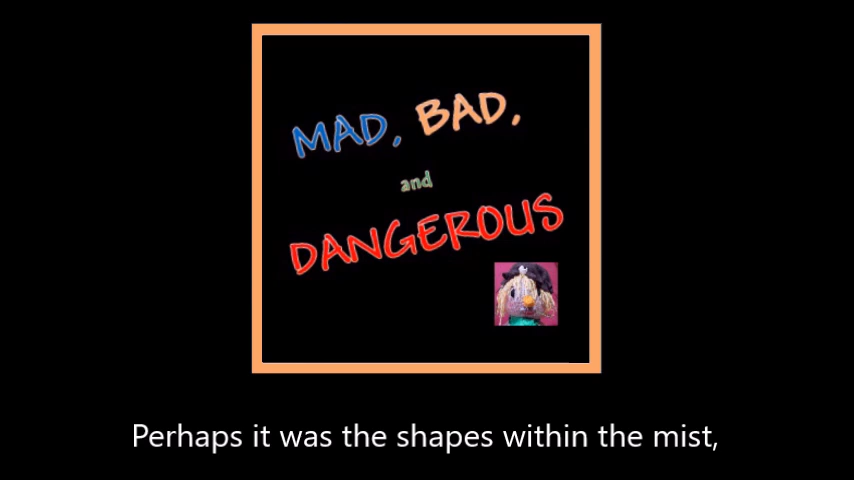 MAD, BAD,
and
DANGEROUS
Perhaps it was the shapes within the mist,